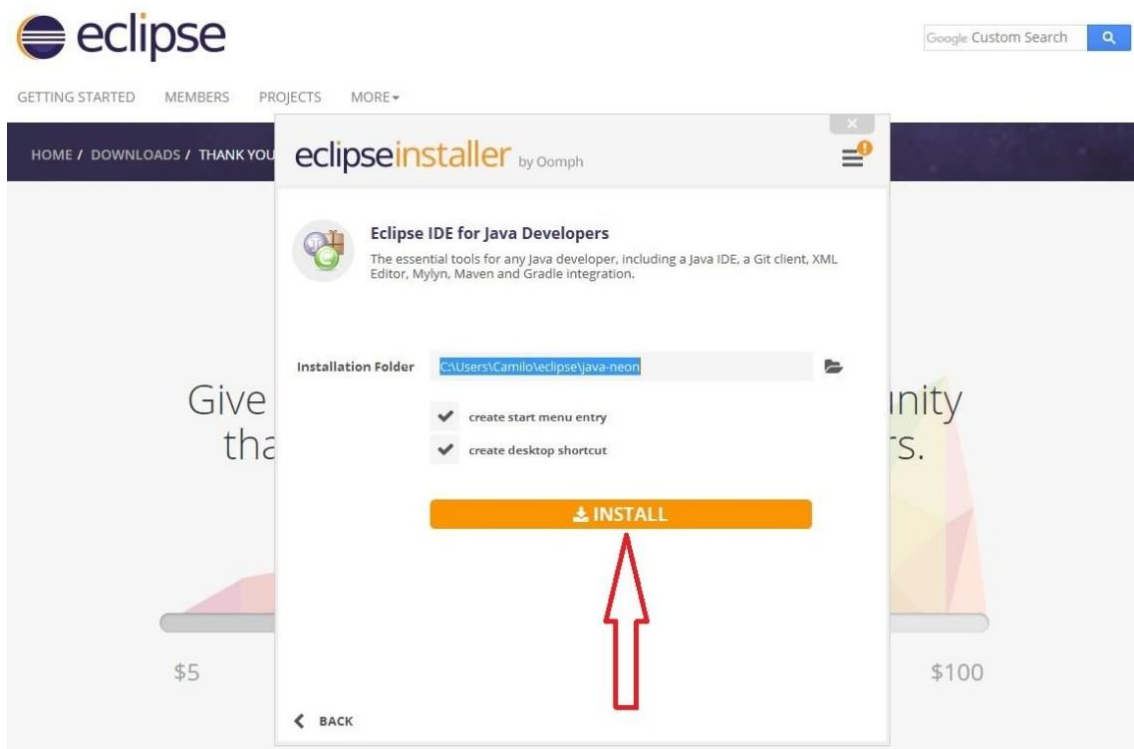 eclipse
Google Custom Search
GETTING STARTED MEMBERS PROJECTS MORE
HOME / DOWNLOADS / THANK YOU
eclipseinstaller by Oomph
Eclipse IDE for Java Developers
The essential tools for any Java developer, including a Java IDE, a Git client, XML
Editor, Mylyn, Maven and Gradle integration.
Installation Folder C:\Users\Camilo\eclipse\java-neon
create start menu entry
create desktop shortcut
INSTALL
Give
$5 $100
BACK